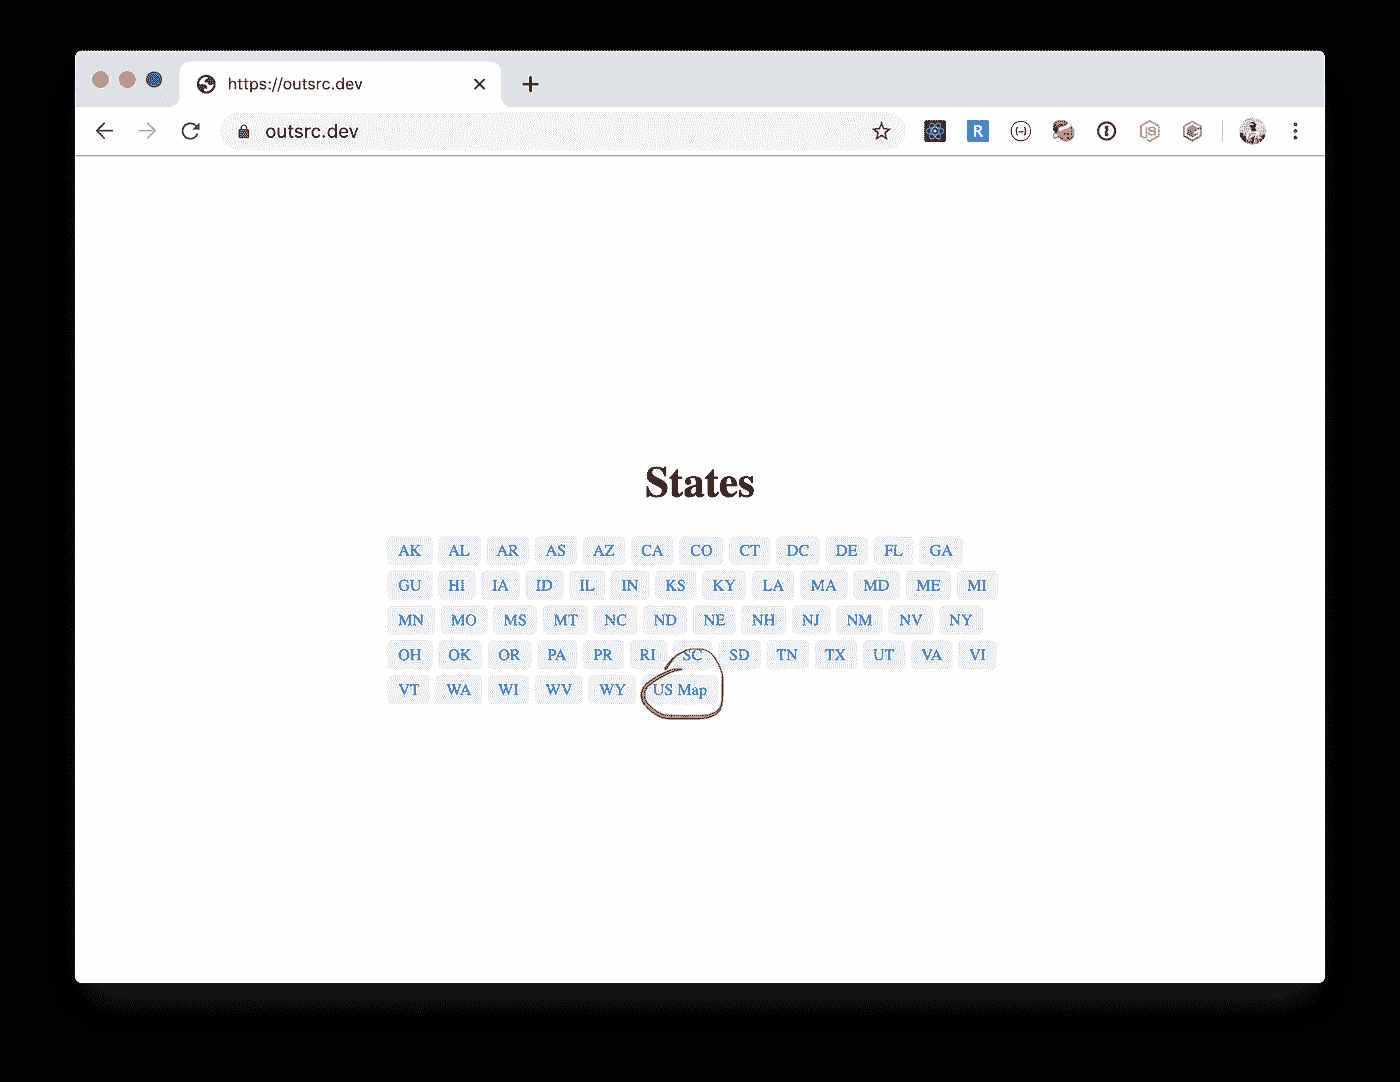 https://outsrc.dev
outsrc.dev
R
JS
States
AK AL AR AS AZ CA CO CT DC DE FL GA
GU HI IA ID IL IN KS KY LA MA MD ME MI
MN MO MS MT NC ND NE NH NJ NM NV NY
OH OK OR PA PR RI SC SD TN TX UT VA VI
VT WA WI WV WY US Map